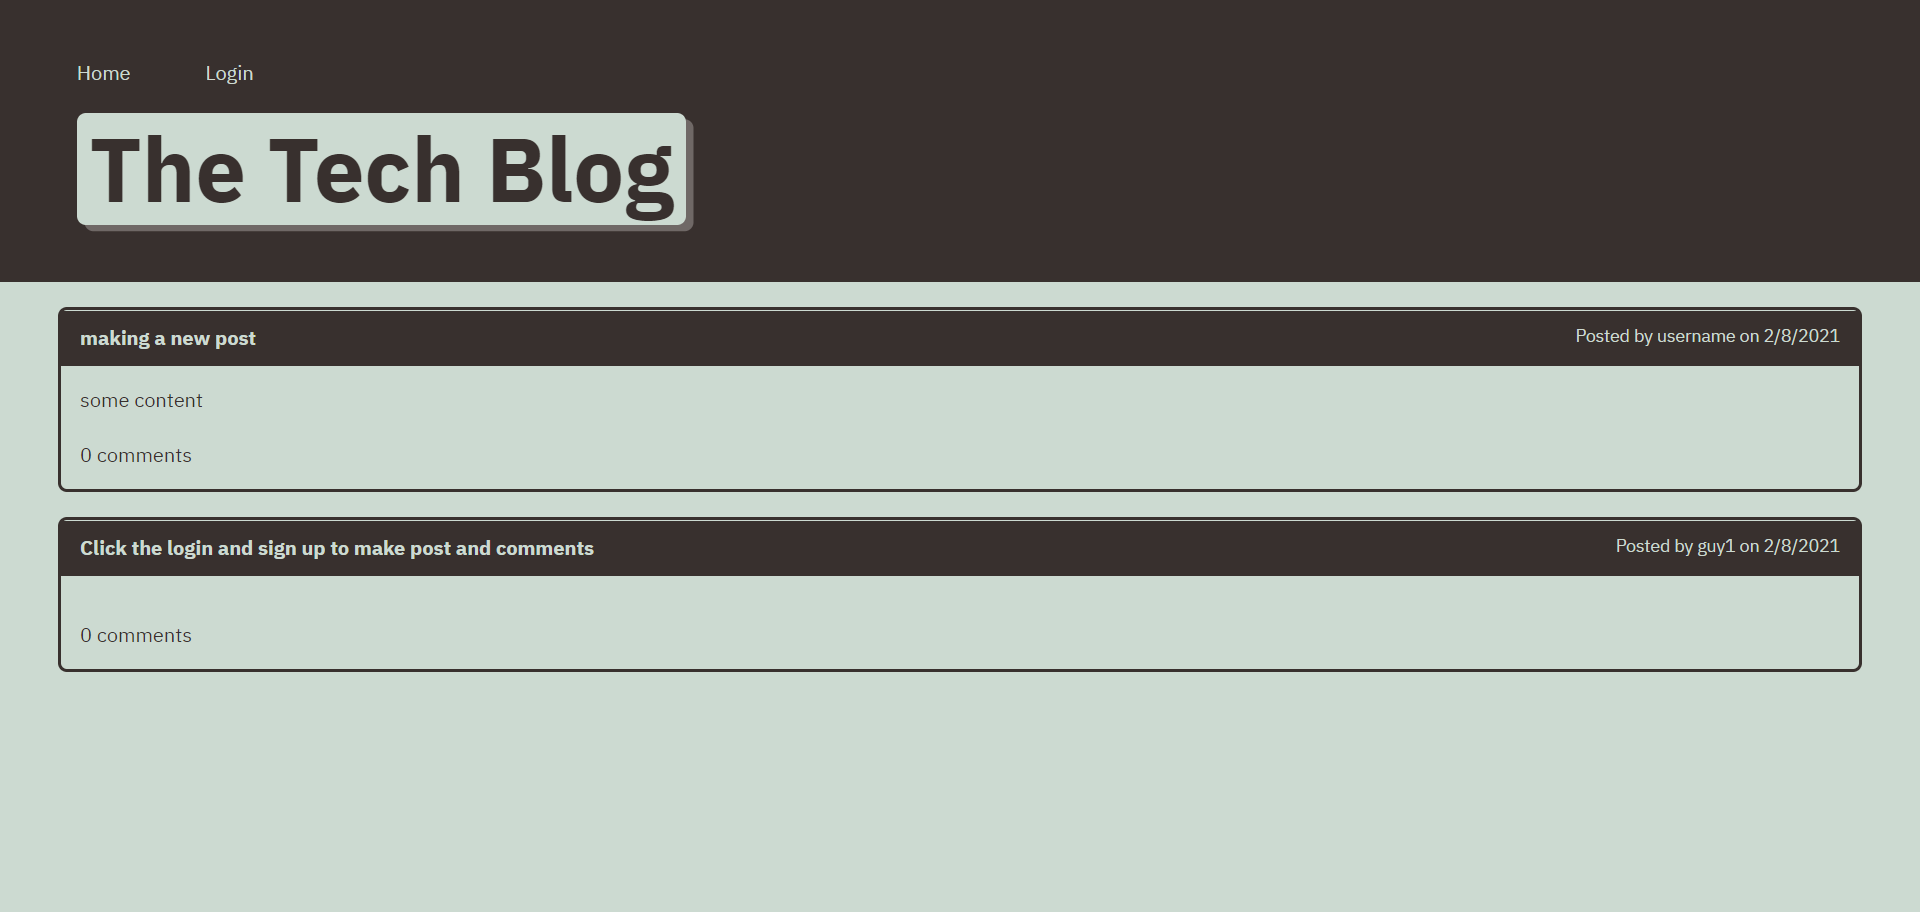 Home Login
The Tech Blog
making a new post Posted by username on 2/8/2021
some content
0 comments
Click the login and sign up to make post and comments Posted by guy1 on 2/8/2021
0 comments